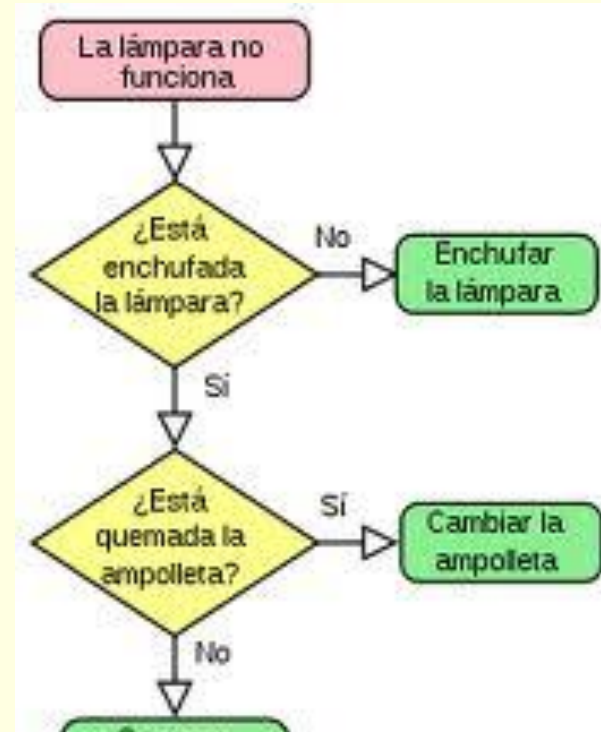 La lámpara no
funciona
¿Está
enchufada
la lámpara?
No
Enchufar
la lámpara
Sí
¿Está
quemada la
ampolleta?
Sí
Cambiar la
ampolleta
No